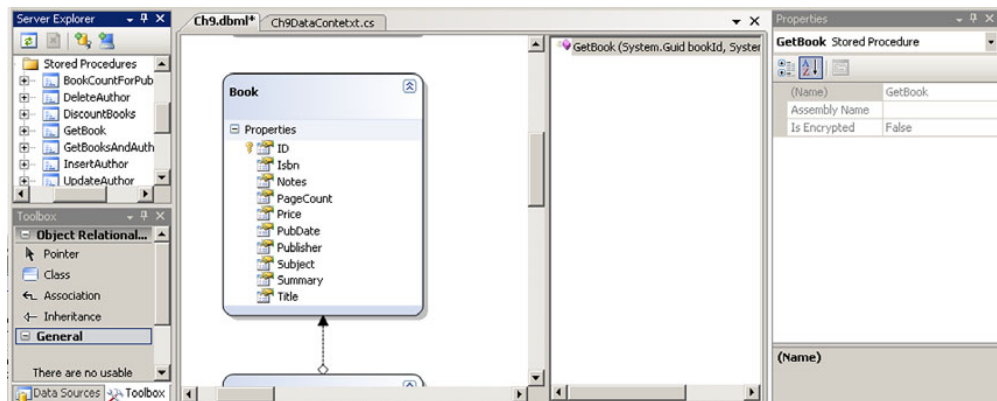 Server Explorer
Stored Procedures
BookCountForPub
DeleteAuthor
DiscountBooks
GetBook
GetBooksAndAuth
InsertAuthor
UpdateAuthor
Toolbox
Object Relational...
Pointer
Class
Association
Inheritance
General
There are no usable
Data Sources
Toolbox
Ch9.dbml*
Ch9DataContetxt.cs
Book
Properties
ID
Isbn
Notes
PageCount
Price
PubDate
Publisher
Subject
Summary
Title
GetBook (System.Guid bookId, System
Properties
GetBook Stored Procedure
(Name) GetBook
Assembly Name
Is Encrypted False
(Name)